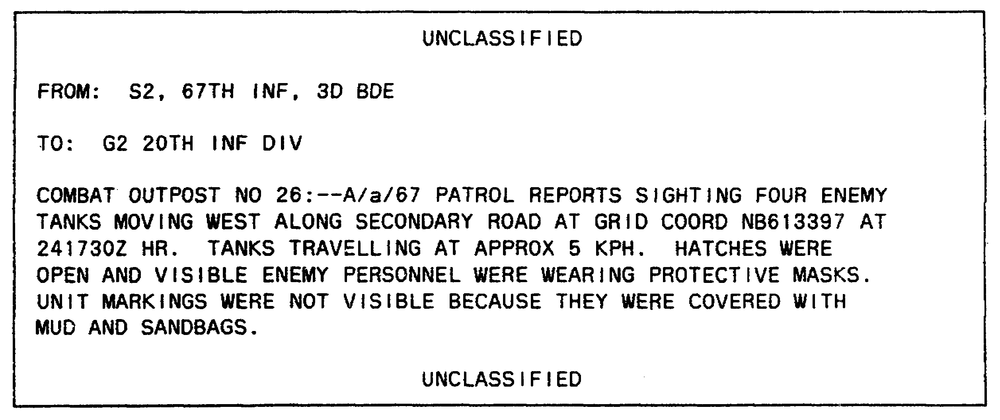 UNCLASSIFIED
FROM: S2, 67TH INF, 3D BDE
TO: G2 20TH INF DIV
COMBAT OUTPOST NO 26:--A/a/67 PATROL REPORTS SIGHTING FOUR ENEMY
TANKS MOVING WEST ALONG SECONDARY ROAD AT GRID COORD NB613397 AT
241730Z HR. TANKS TRAVELLING AT APPROX 5 KPH. HATCHES WERE
OPEN AND VISIBLE ENEMY PERSONNEL WERE WEARING PROTECTIVE MASKS.
UNIT MARKINGS WERE NOT VISIBLE BECAUSE THEY WERE COVERED WITH
MUD AND SANDBAGS.
UNCLASSIFIED